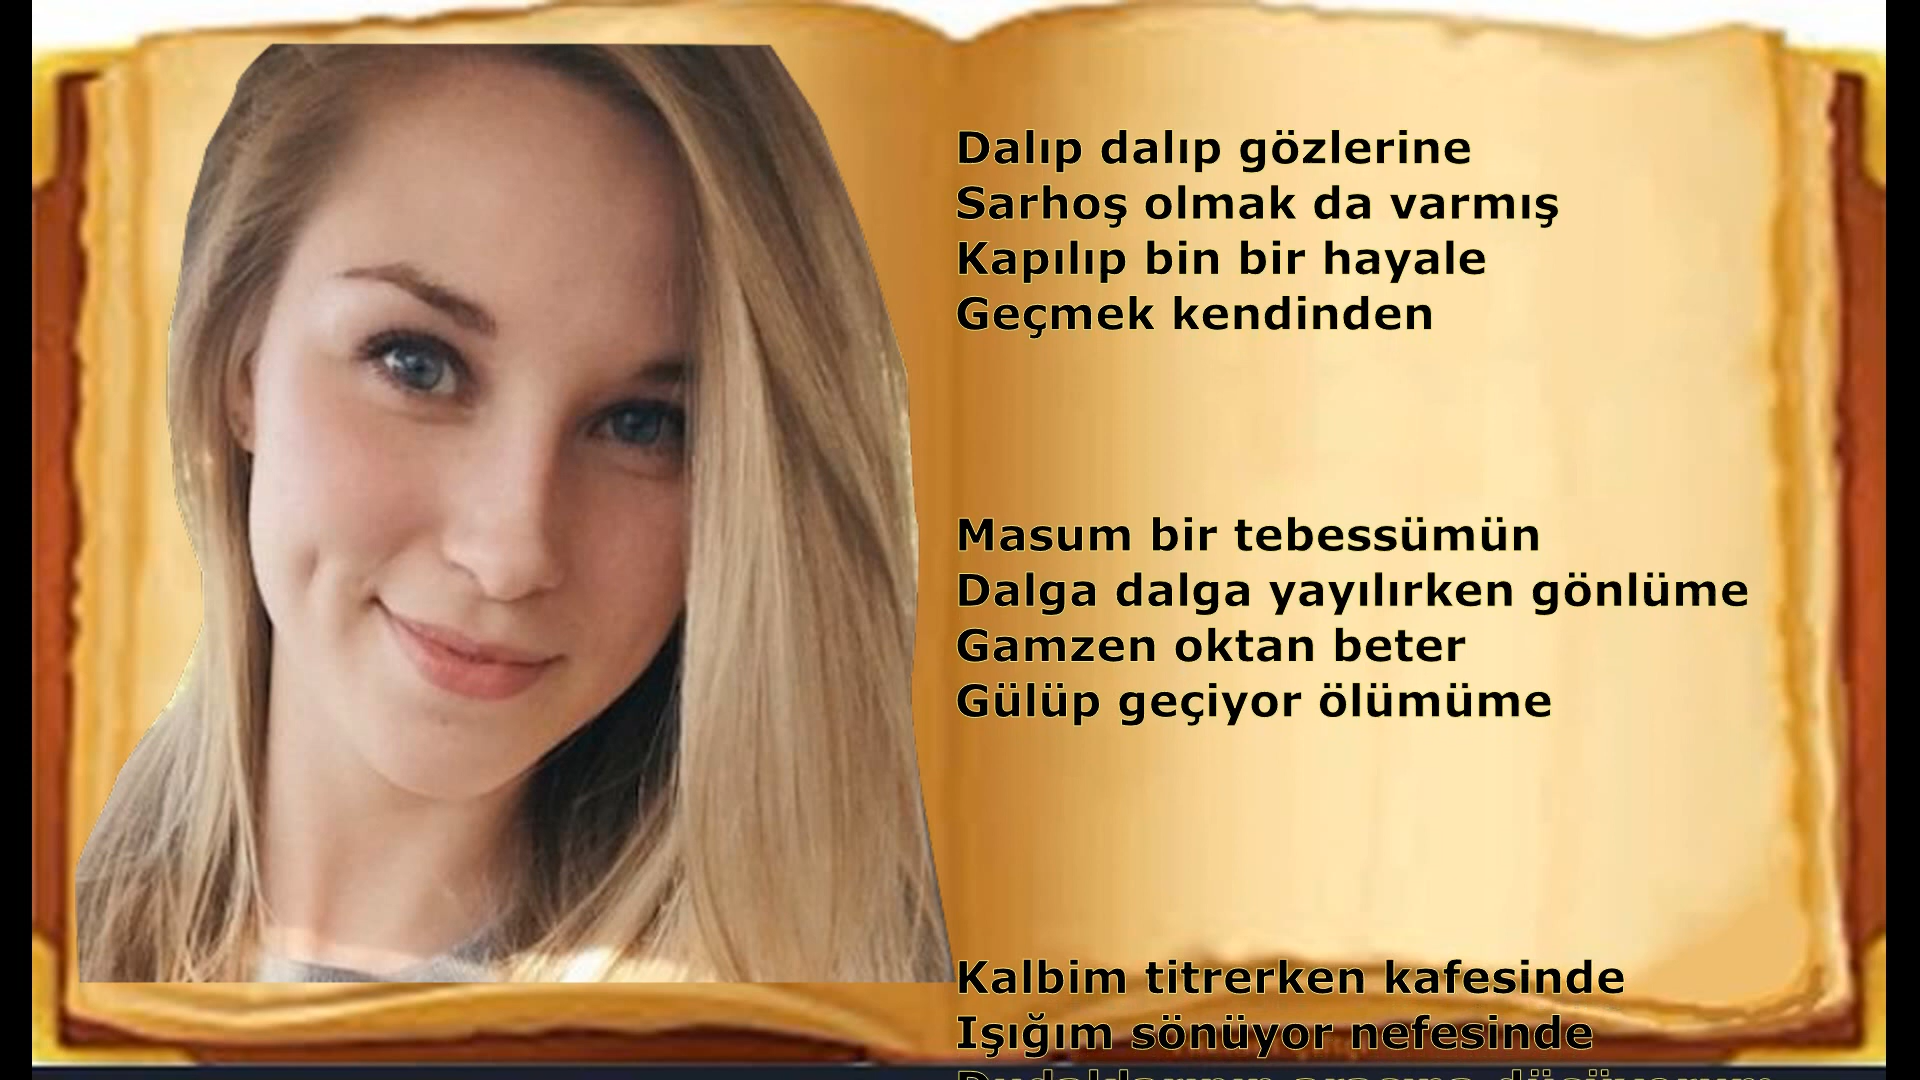 Dalıp dalıp gözlerine
Sarhoş olmak da varmış
Kapılıp bin bir hayale
Geçmek kendinden
Masum bir tebessümün
Dalga dalga yayılırken gönlüme
Gamzen oktan beter
Gülüp geçiyor ölümüme
Kalbim titrerken kafesinde
Işığım sönüyor nefesinde